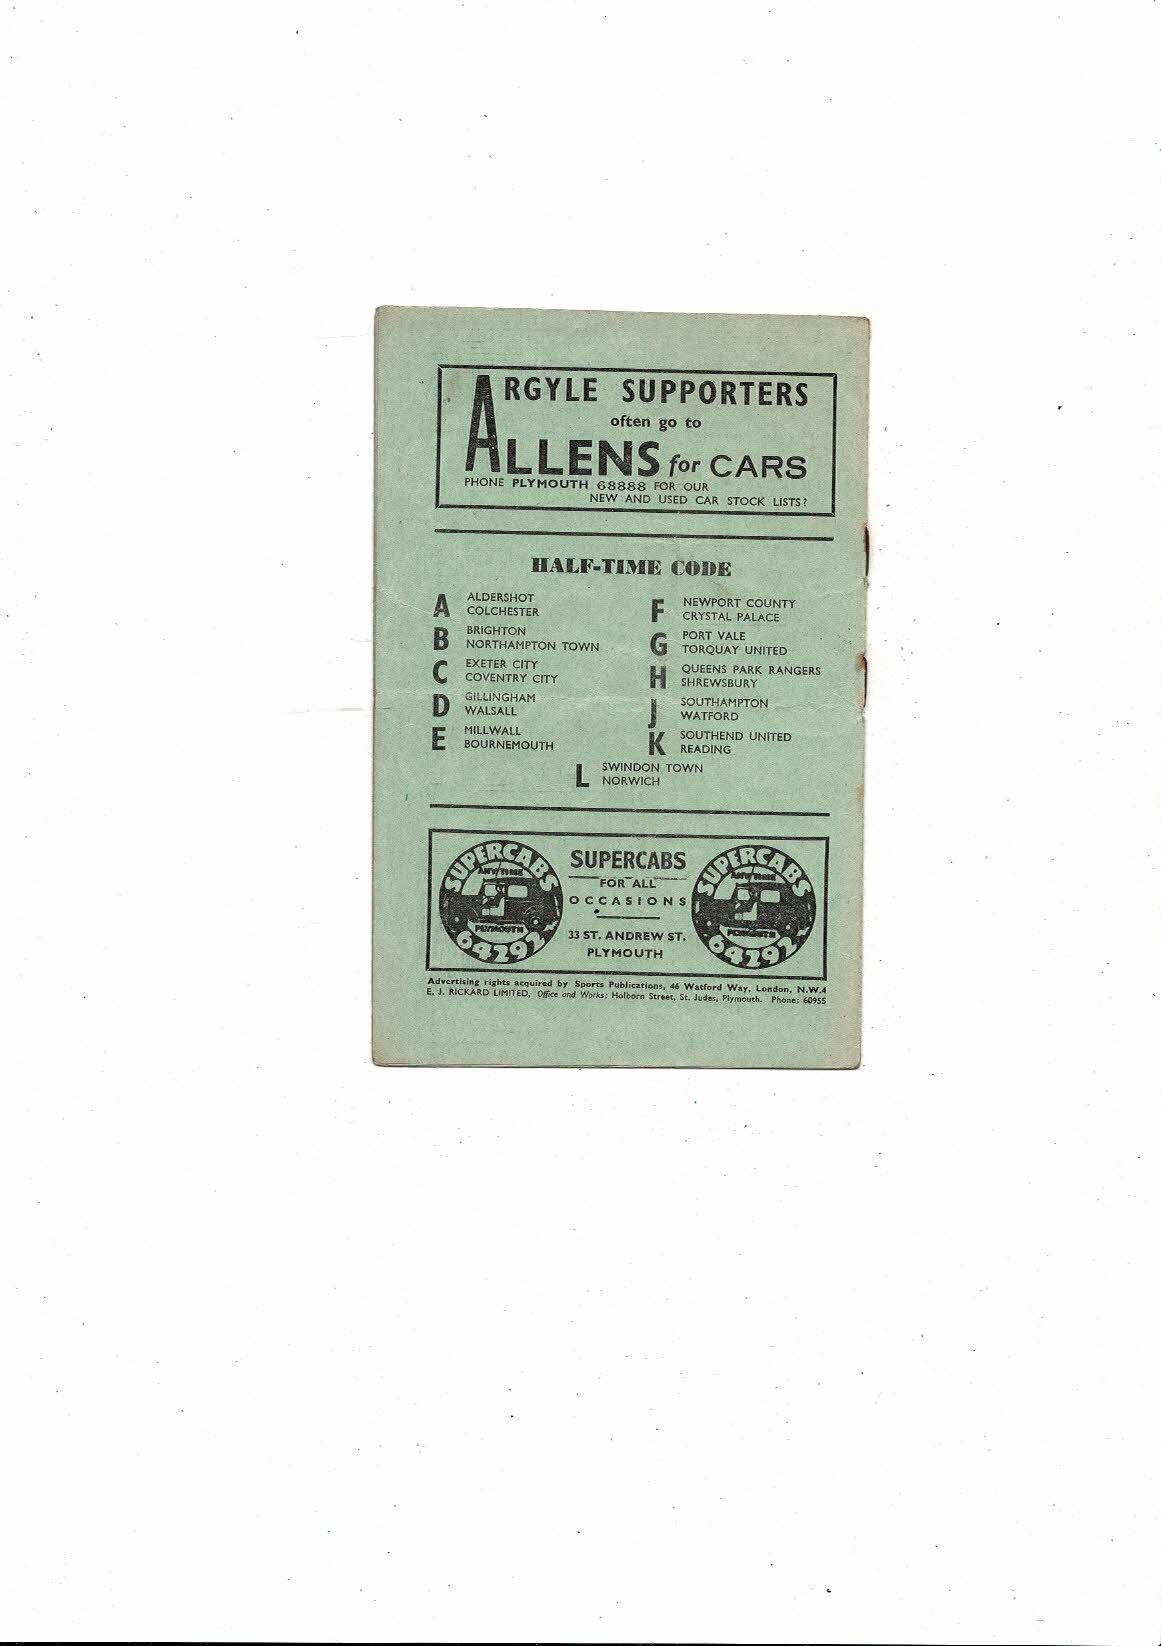 ARGYLE SUPPORTERS
often go to
ALLENS for CARS
PHONE PLYMOUTH 68888 FOR OUR
NEW AND USED CAR STOCK LISTS?
HALF-TIME CODE
A ALDERSHOT
COLCHESTER
B BRIGHTON
NORTHAMPTON TOWN
C EXETER CITY
COVENTRY CITY
D GILLINGHAM
WALSALL
E MILLWALL
BOURNEMOUTH
F NEWPORT COUNTY
CRYSTAL PALACE
G PORT VALE
TORQUAY UNITED
H QUEENS PARK RANGERS
SHREWSBURY
J SOUTHAMPTON
WATFORD
K SOUTHEND UNITED
READING
L SWINDON TOWN
NORWICH
SUPERCABS
ANYTIME
PLYMOUTH
64292
SUPERCABS
FOR ALL
OCCASIONS
33 ST. ANDREW ST.
PLYMOUTH
SUPERCABS
ANYTIME
PLYMOUTH
64292
Advertising rights acquired by Sports Publications, 46 Watford Way, London, N.W.4
E. J. RICKARD LIMITED, Office and Works: Holborn Street, St. Judes, Plymouth. Phone: 60955